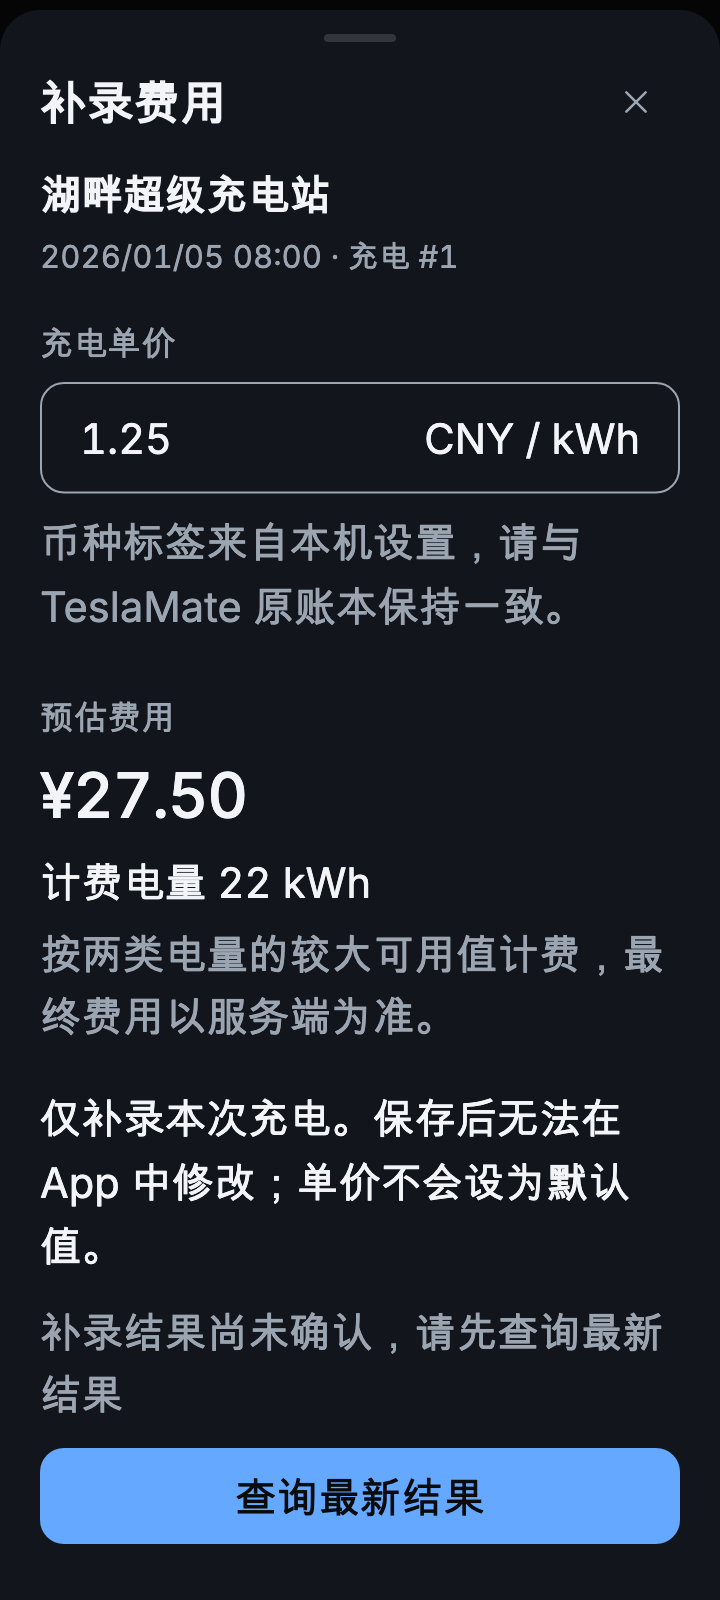 补录费用
湖畔超级充电站
2026/01/05 08:00 · 充电 #1
充电单价
1.25 CNY / kWh
币种标签来自本机设置，请与
TeslaMate 原账本保持一致。
预估费用
¥27.50
计费电量 22 kWh
按两类电量的较大可用值计费，最
终费用以服务端为准。
仅补录本次充电。保存后无法在
App 中修改；单价不会设为默认
值。
补录结果尚未确认，请先查询最新
结果
查询最新结果